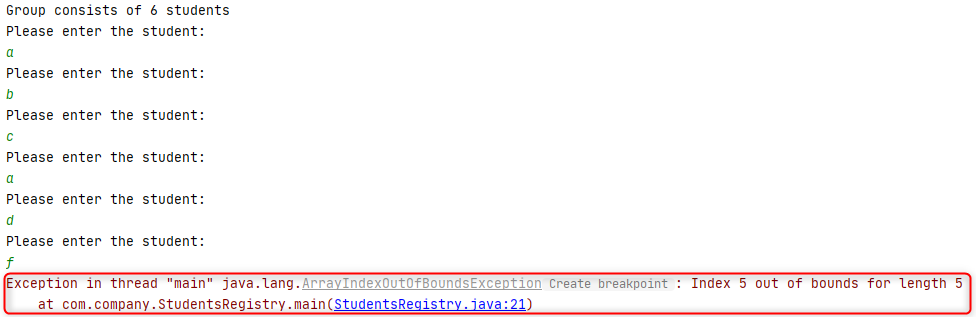 Group consists of 6 students
Please enter the student:
a
Please enter the student:
b
Please enter the student:
c
Please enter the student:
a
Please enter the student:
d
Please enter the student:
f
Exception in thread "main" java.lang.ArrayIndexOutOfBoundsException Create breakpoint : Index 5 out of bounds for length 5
at com.company.StudentsRegistry.main(StudentsRegistry.java:21)